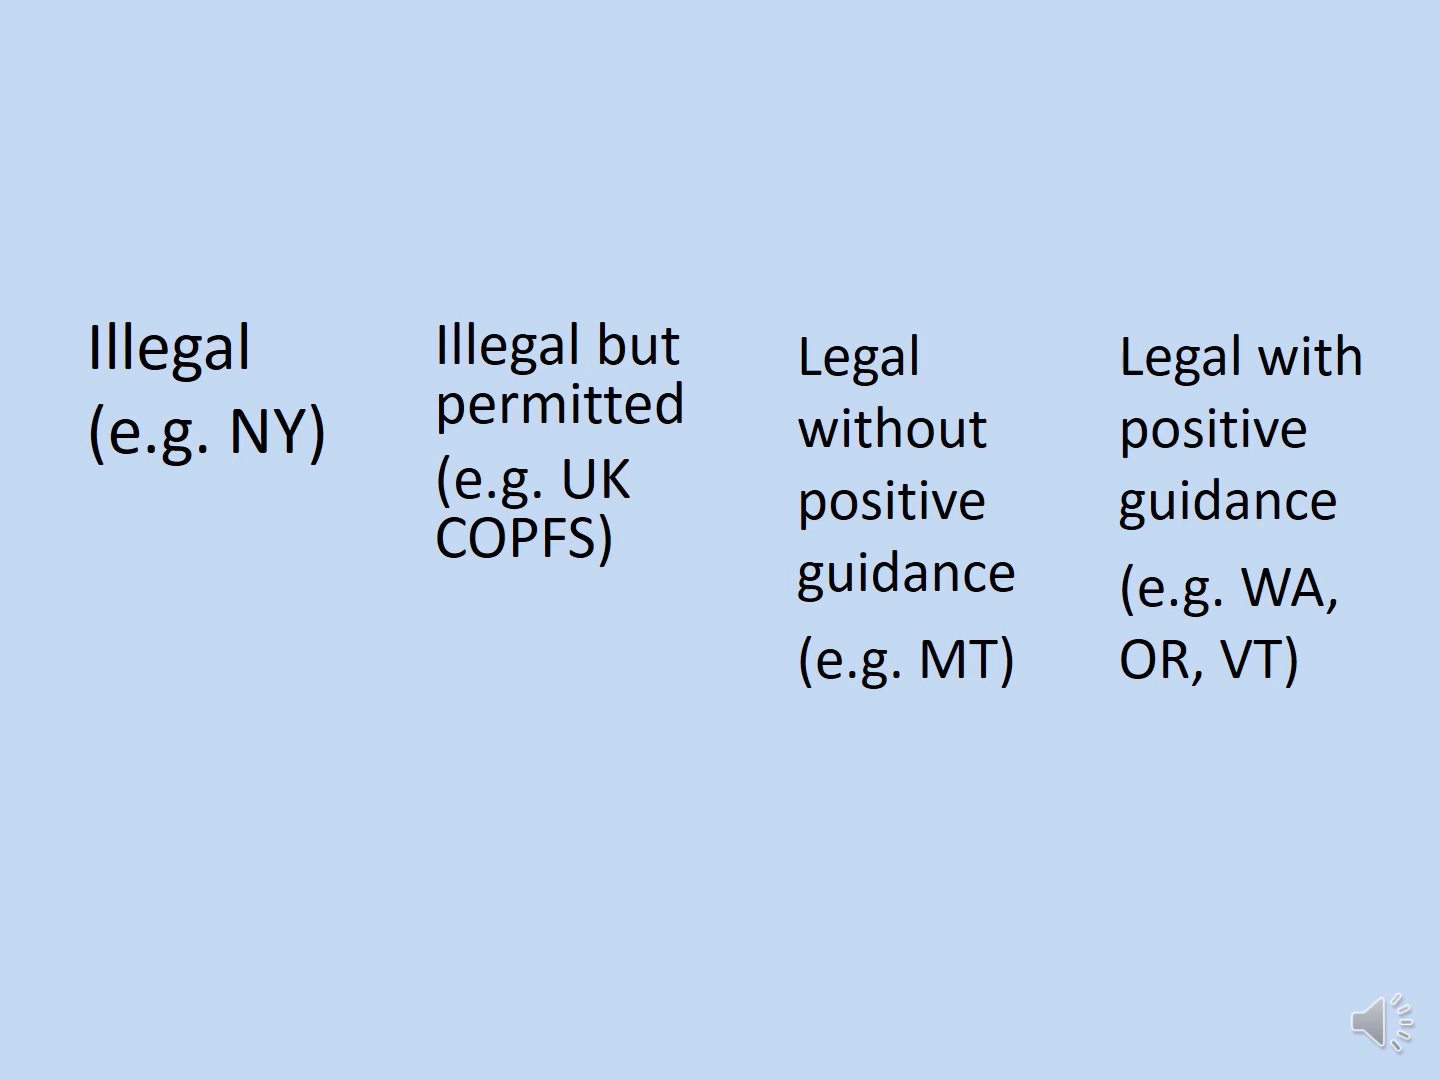 Illegal
(e.g. NY)
Illegal but
permitted
(e.g. UK
COPFS)
Legal
without
positive
guidance
(e.g. MT)
Legal with
positive
guidance
(e.g. WA,
OR, VT)